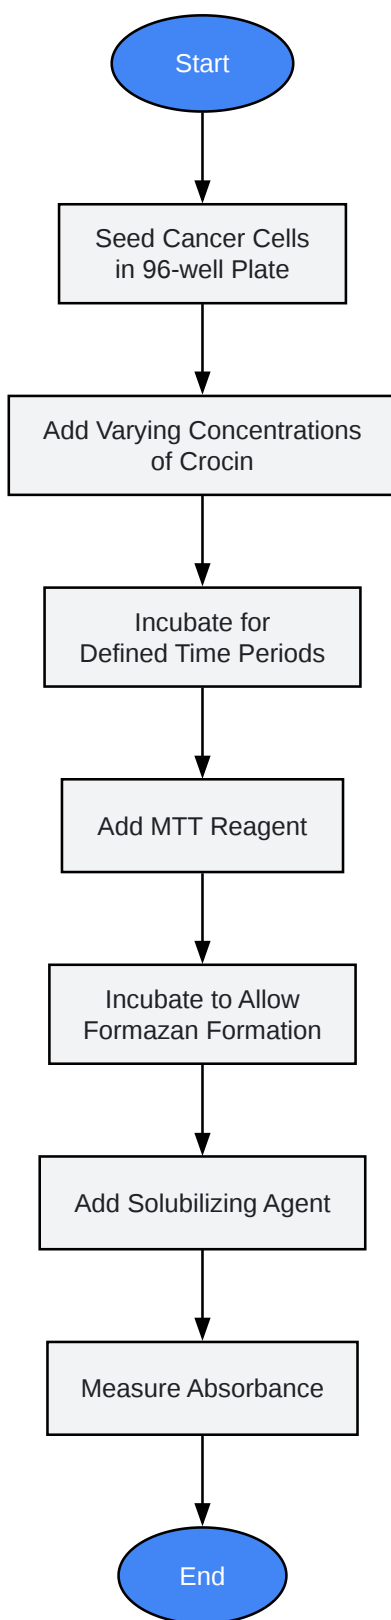 Start
Seed Cancer Cells
in 96-well Plate
Add Varying Concentrations
of Crocin
Incubate for
Defined Time Periods
Add MTT Reagent
Incubate to Allow
Formazan Formation
Add Solubilizing Agent
Measure Absorbance
End